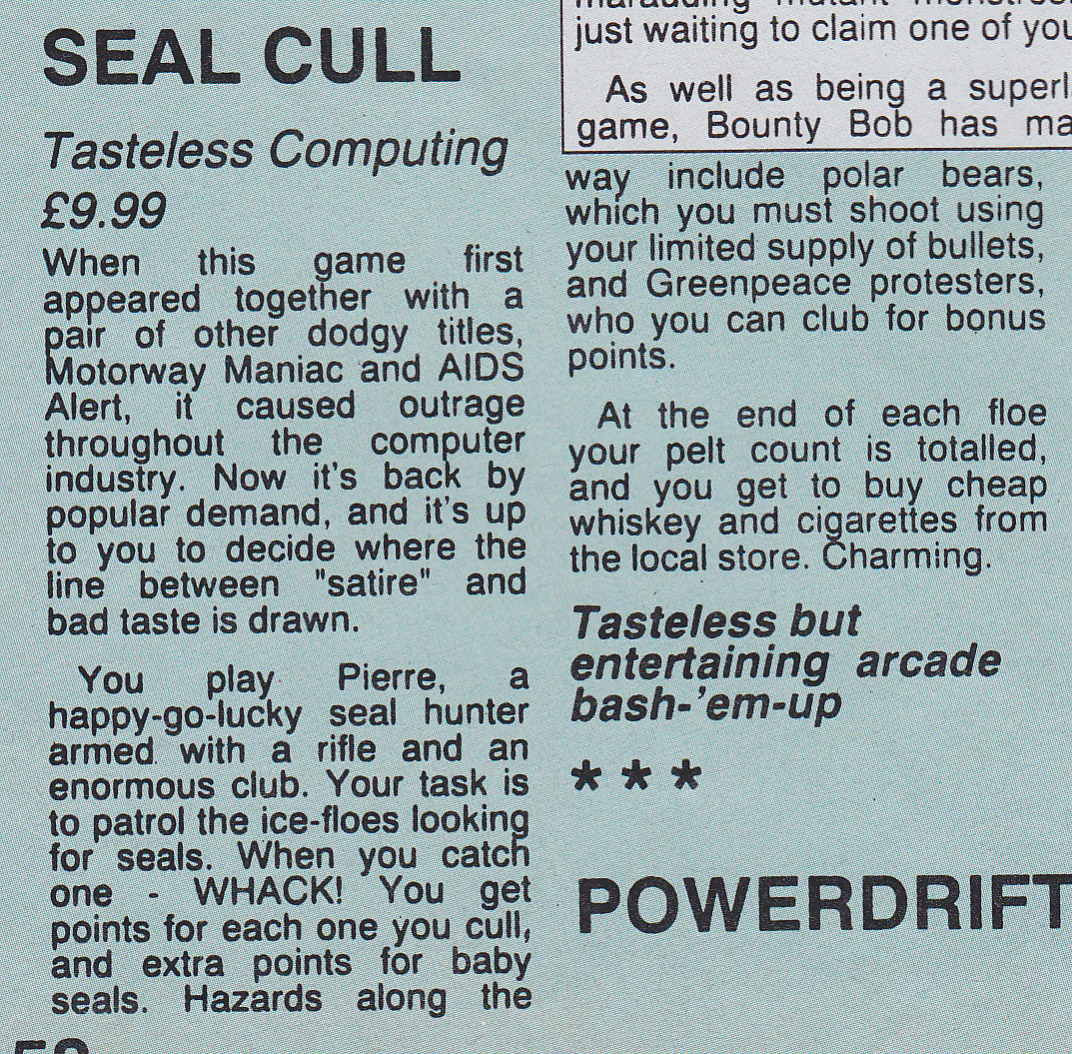 SEAL CULL
Tasteless Computing
£9.99
When this game first
appeared together with a
pair of other dodgy titles,
Motorway Maniac and AIDS
Alert, it caused outrage
throughout the computer
industry. Now it's back by
popular demand, and it's up
to you to decide where the
line between "satire" and
bad taste is drawn.
You play Pierre, a
happy-go-lucky seal hunter
armed with a rifle and an
enormous club. Your task is
to patrol the ice-floes looking
for seals. When you catch
one - WHACK! You get
points for each one you cull,
and extra points for baby
seals. Hazards along the
just waiting to claim one of you
As well as being a superl
game, Bounty Bob has ma
way include polar bears,
which you must shoot using
your limited supply of bullets,
and Greenpeace protesters,
who you can club for bonus
points.
At the end of each floe
your pelt count is totalled,
and you get to buy cheap
whiskey and cigarettes from
the local store. Charming.
Tasteless but
entertaining arcade
bash-'em-up
* * *
POWERDRIFT